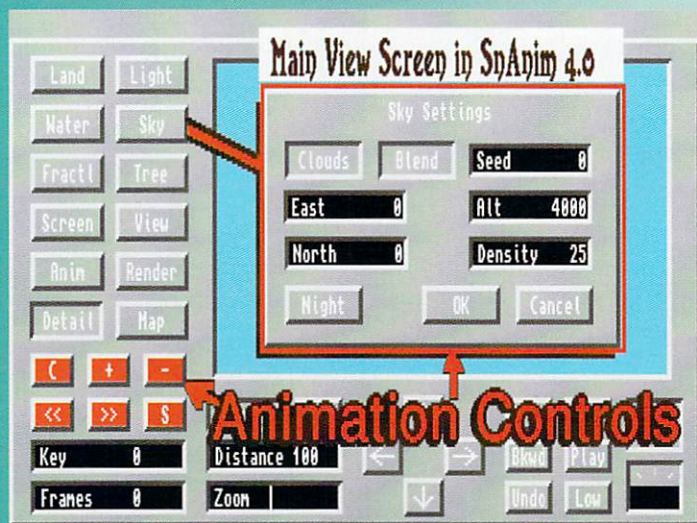 Main View Screen in SnAnim 4.0
Land Light
Water Sky
Fractl Tree
Screen View
Anim Render
Detail Map
Sky Settings
Clouds Blend Seed 0
East 0 Alt 4000
North 0 Density 25
Night OK Cancel
C + -
<< >> S
Animation Controls
Key 0
Frames 0
Distance 100
Zoom
← → ↓
Bkwd Play
Undo Low